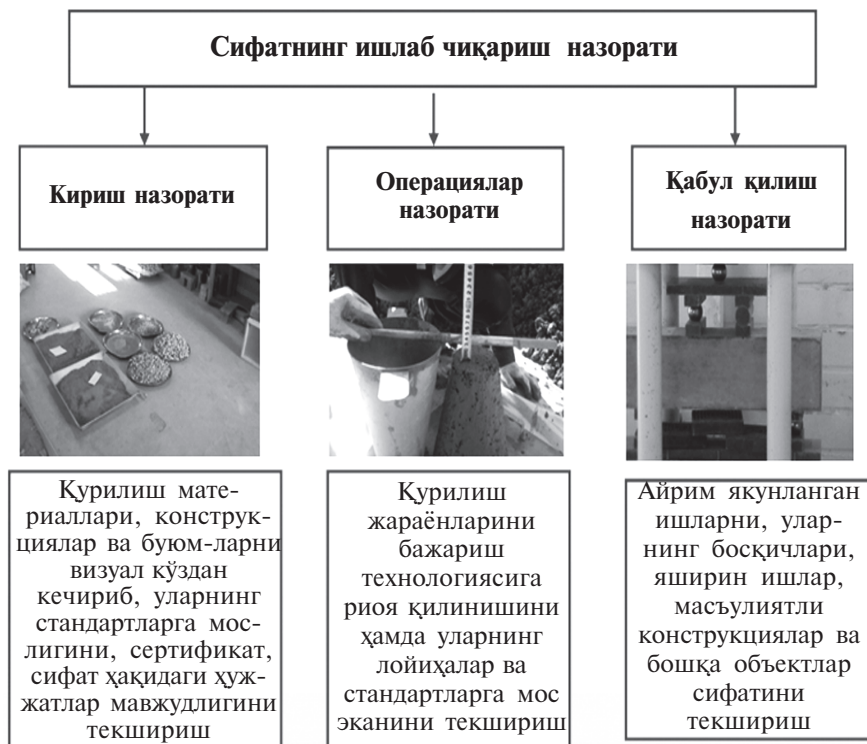 Сифатнинг ишлаб чиқариш назорати
Кириш назорати
Операциялар
назорати
Қабул қилиш
назорати
Қурилиш мате-
риаллари, конструк-
циялар ва буюм-ларни
визуал кўздан
кечириб, уларнинг
стандартларга мос-
лигини, сертификат,
сифат ҳақидаги ҳуж-
жатлар мавжудлигини
текшириш
Қурилиш
жараёнларини
бажариш
технологиясига
риоя қилинишини
ҳамда уларнинг
лойиҳалар ва
стандартларга мос
эканини текшириш
Айрим якунланган
ишларни, улар-
нинг босқичлари,
яширин ишлар,
масъулиятли
конструкциялар ва
бошқа объектлар
сифатини
текшириш